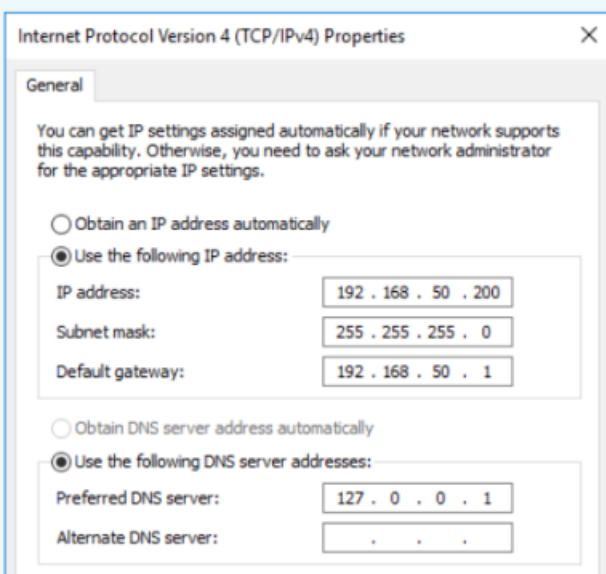 Internet Protocol Version 4 (TCP/IPv4) Properties
General
You can get IP settings assigned automatically if your network supports
this capability. Otherwise, you need to ask your network administrator
for the appropriate IP settings.
Obtain an IP address automatically
Use the following IP address:
IP address: 192 . 168 . 50 . 200
Subnet mask: 255 . 255 . 255 . 0
Default gateway: 192 . 168 . 50 . 1
Obtain DNS server address automatically
Use the following DNS server addresses:
Preferred DNS server: 127 . 0 . 0 . 1
Alternate DNS server: . . .